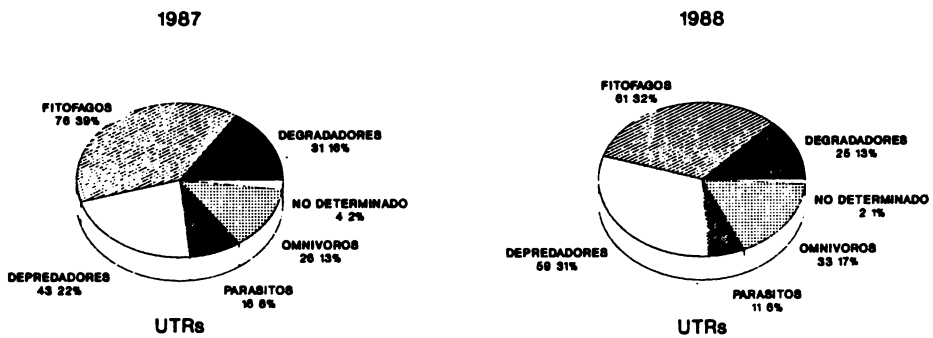 1987
FITOFAGOS
76 39%
DEGRADADORES
31 16%
NO DETERMINADO
4 2%
OMNIVOROS
26 13%
PARASITOS
16 8%
DEPREDADORES
43 22%
UTRs
1988
FITOFAGOS
61 32%
DEGRADADORES
25 13%
NO DETERMINADO
2 1%
OMNIVOROS
33 17%
PARASITOS
11 6%
DEPREDADORES
59 31%
UTRs